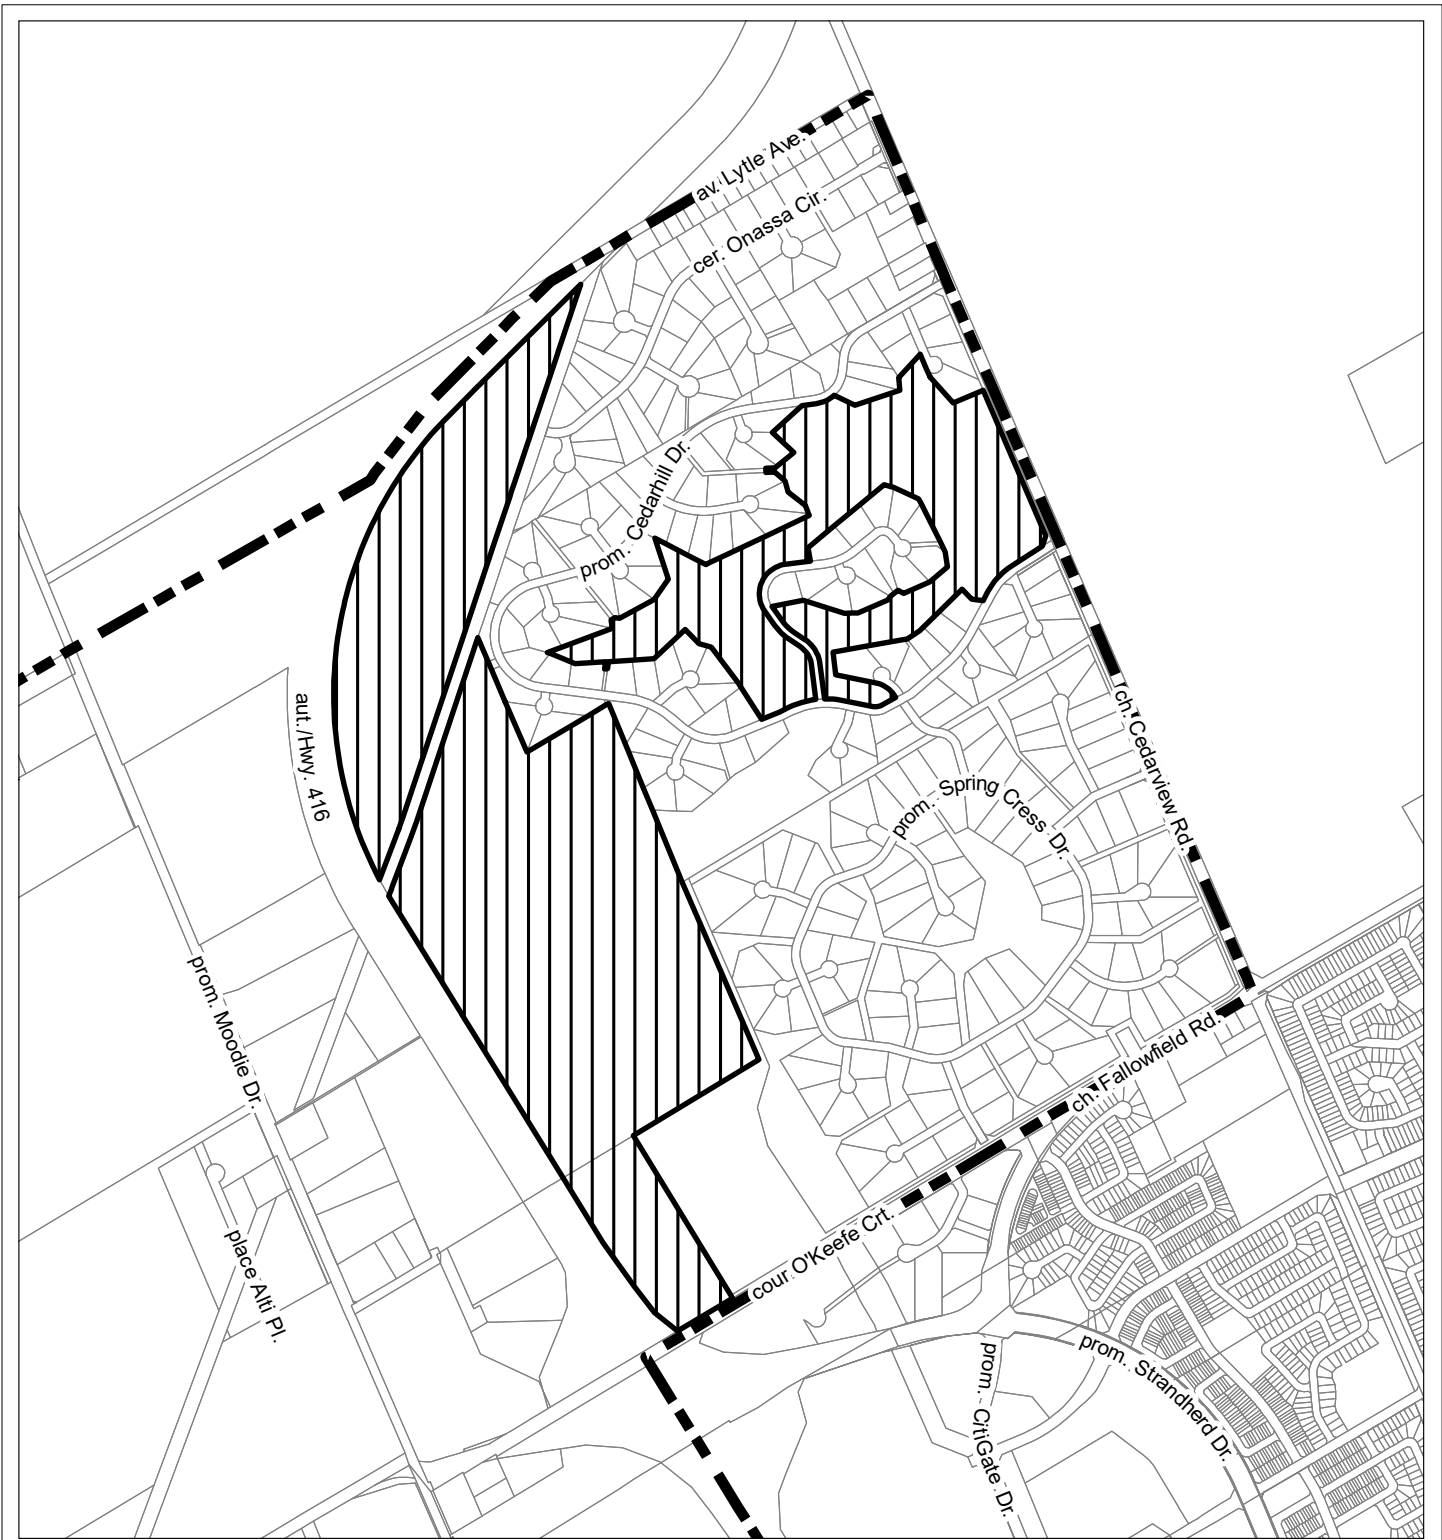 av. Lytle Ave.
cer. Onassa Cir.
prom. Cedarhill Dr.
aut./Hwy. 416
ch. Cedarview Rd.
prom. Spring Cress Dr.
prom. Moodie Dr.
ch. Fallowfield Rd.
cour O'Keefe Crt.
place Alti Pl.
prom. CitiGate Dr.
prom. Strandherd Dr.